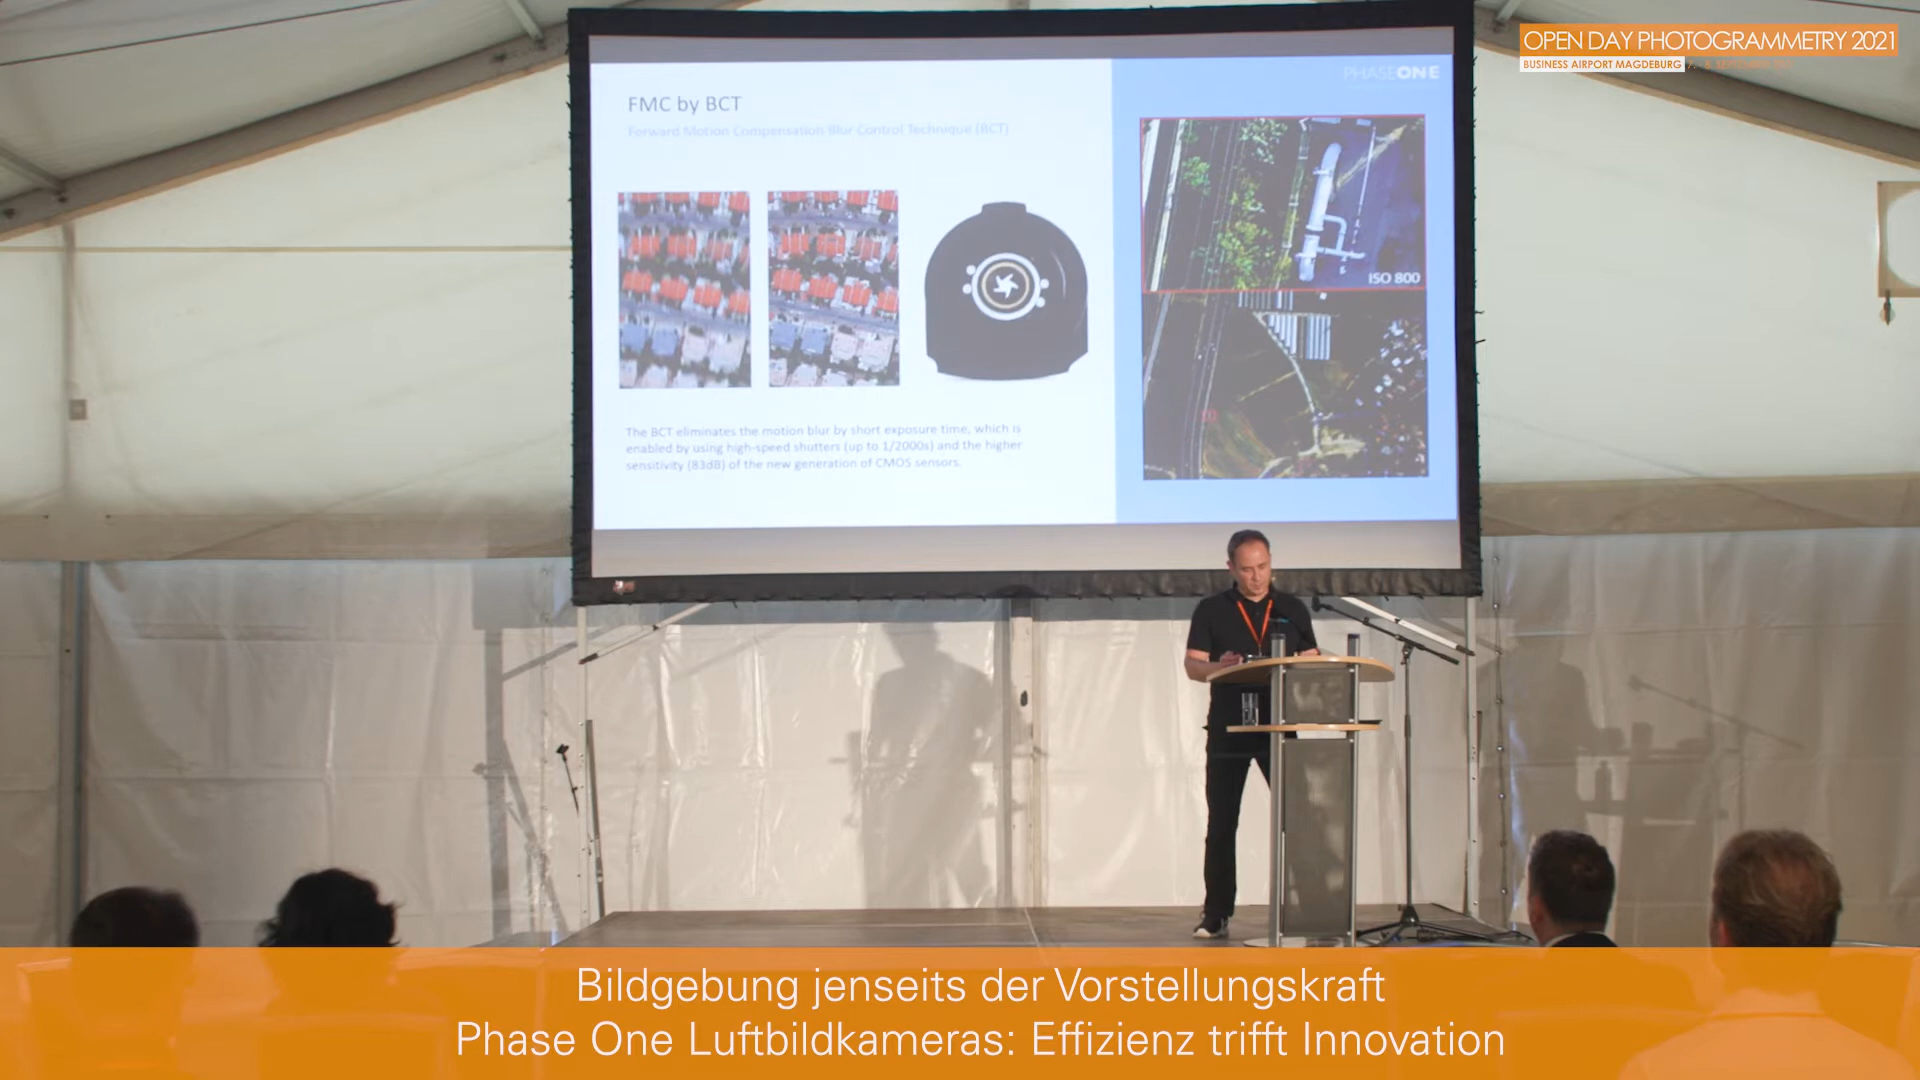 OPEN DAY PHOTOGRAMMETRY 2021
BUSINESS AIRPORT MAGDEBURG
PHASEONE
FMC by BCT
Forward Motion Compensation Blur Control Technique (BCT)
ISO 800
The BCT eliminates the motion blur by short exposure time, which is
enabled by using high-speed shutters (up to 1/2000s) and the higher
sensitivity (83dB) of the new generation of CMOS sensors.
Bildgebung jenseits der Vorstellungskraft
Phase One Luftbildkameras: Effizienz trifft Innovation